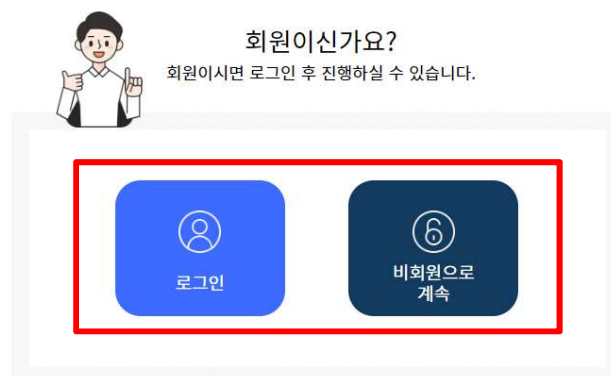 회원이신가요?
회원이시면 로그인 후 진행하실 수 있습니다.
로그인
비회원으로
계속